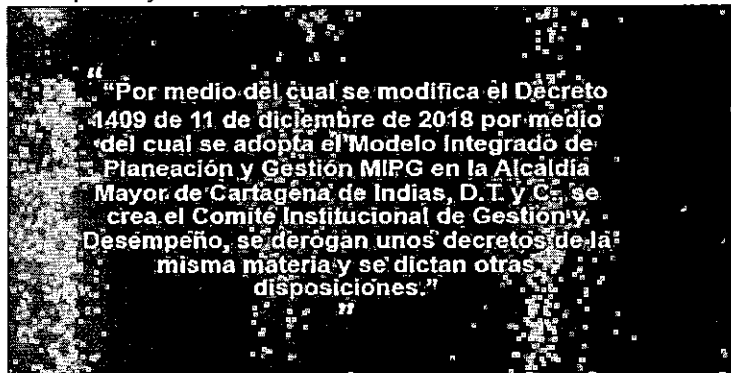 “
“Por medio del cual se modifica el Decreto
1409 de 11 de diciembre de 2018 por medio
del cual se adopta el Modelo Integrado de
Planeación y Gestión MIPG en la Alcaldía
Mayor de Cartagena de Indias, D.T. y C. se
crea el Comité Institucional de Gestión y
Desempeño, se derogan unos decretos de la
misma materia y se dictan otras
disposiciones.”
”